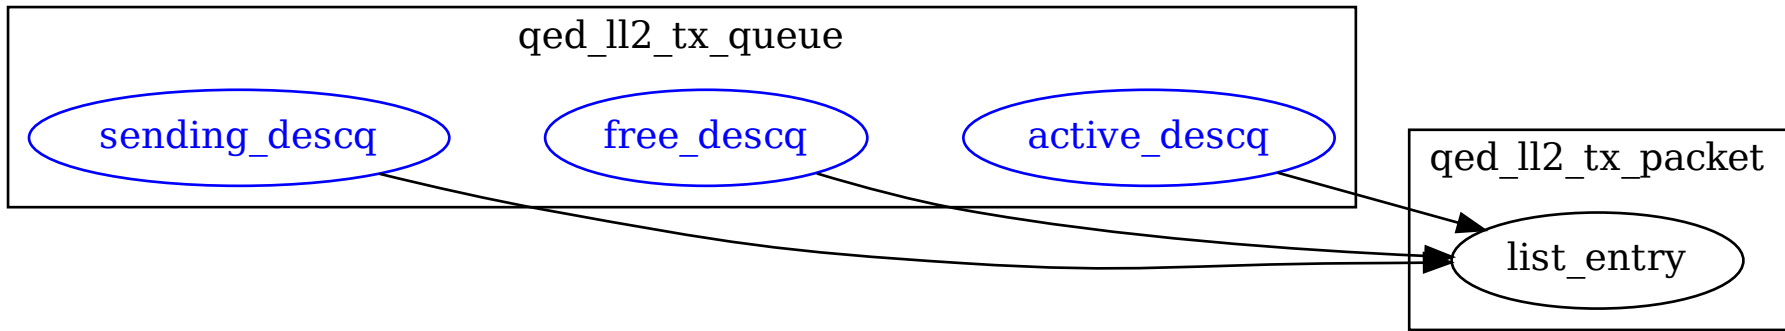 qed_ll2_tx_queue
sending_descq
free_descq
active_descq
qed_ll2_tx_packet
list_entry